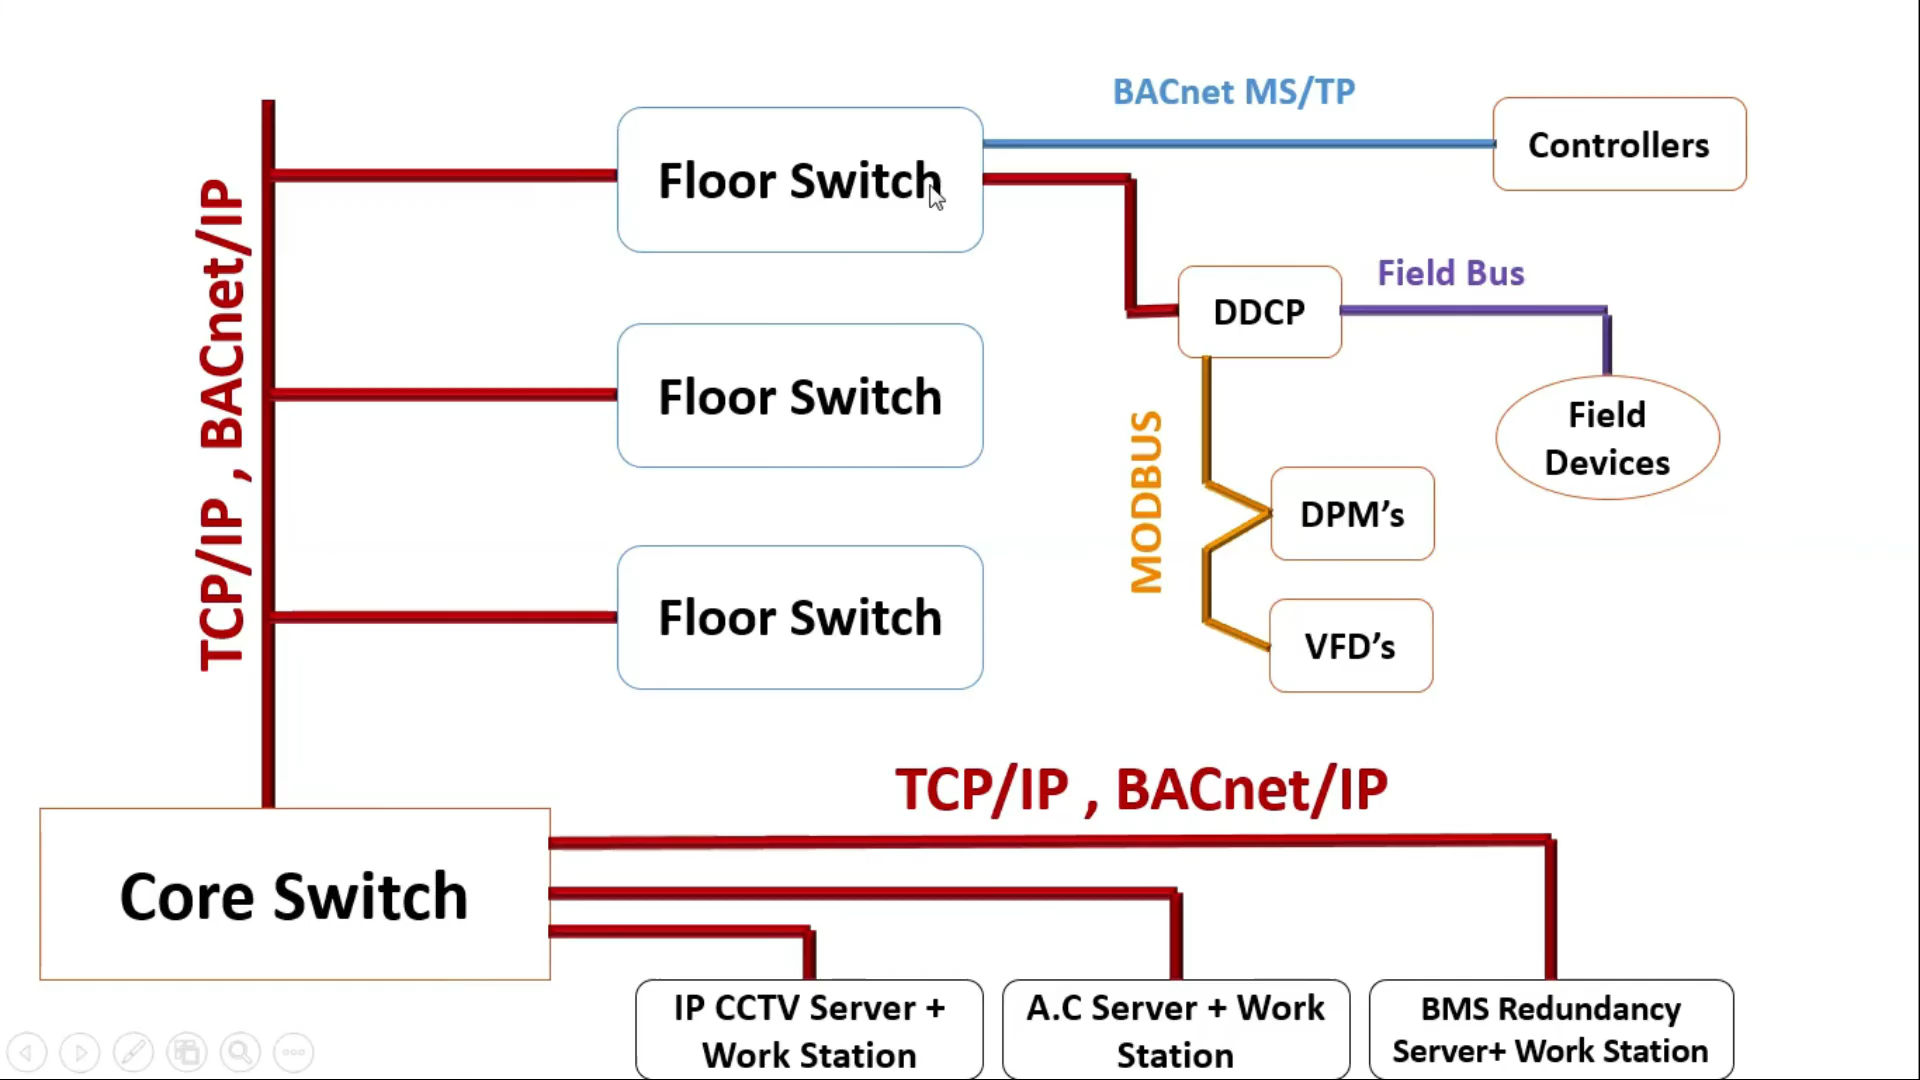 BACnet MS/TP
Controllers
Floor Switch
TCP/IP , BACnet/IP
DDCP
Field Bus
Field
Devices
Floor Switch
MODBUS
DPM's
Floor Switch
VFD's
TCP/IP , BACnet/IP
Core Switch
IP CCTV Server +
Work Station
A.C Server + Work
Station
BMS Redundancy
Server+ Work Station